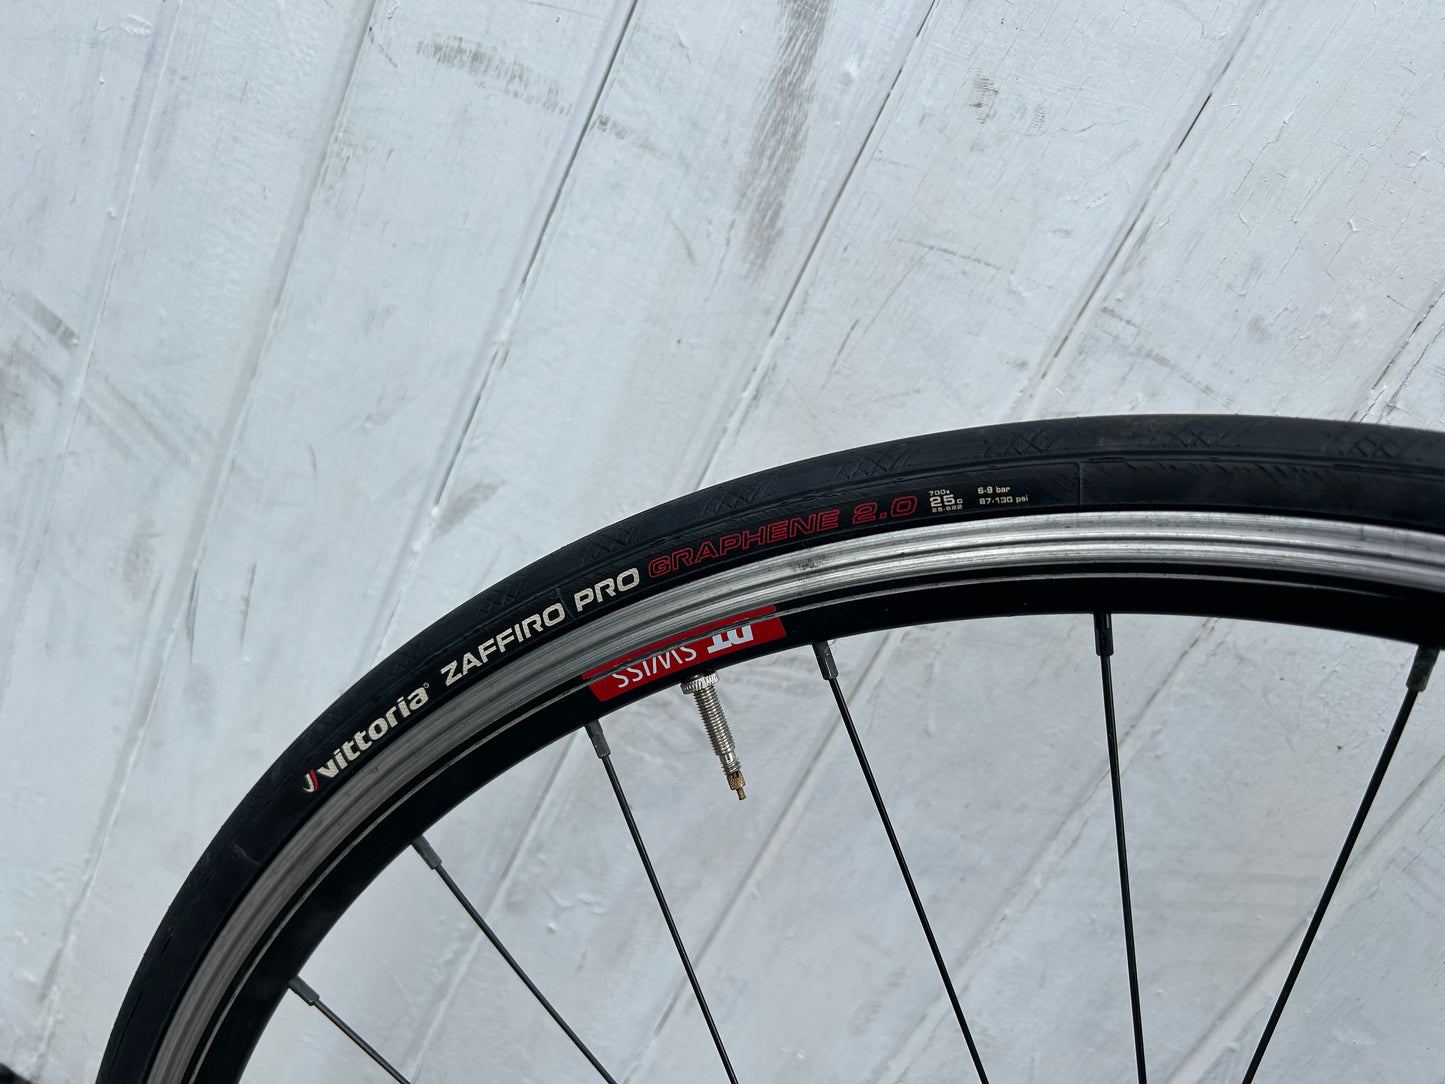 vittoria® ZAFFIRO PRO GRAPHENE 2.0
700x
25c
25-622
6-9 bar
87-130 psi
DT SWISS